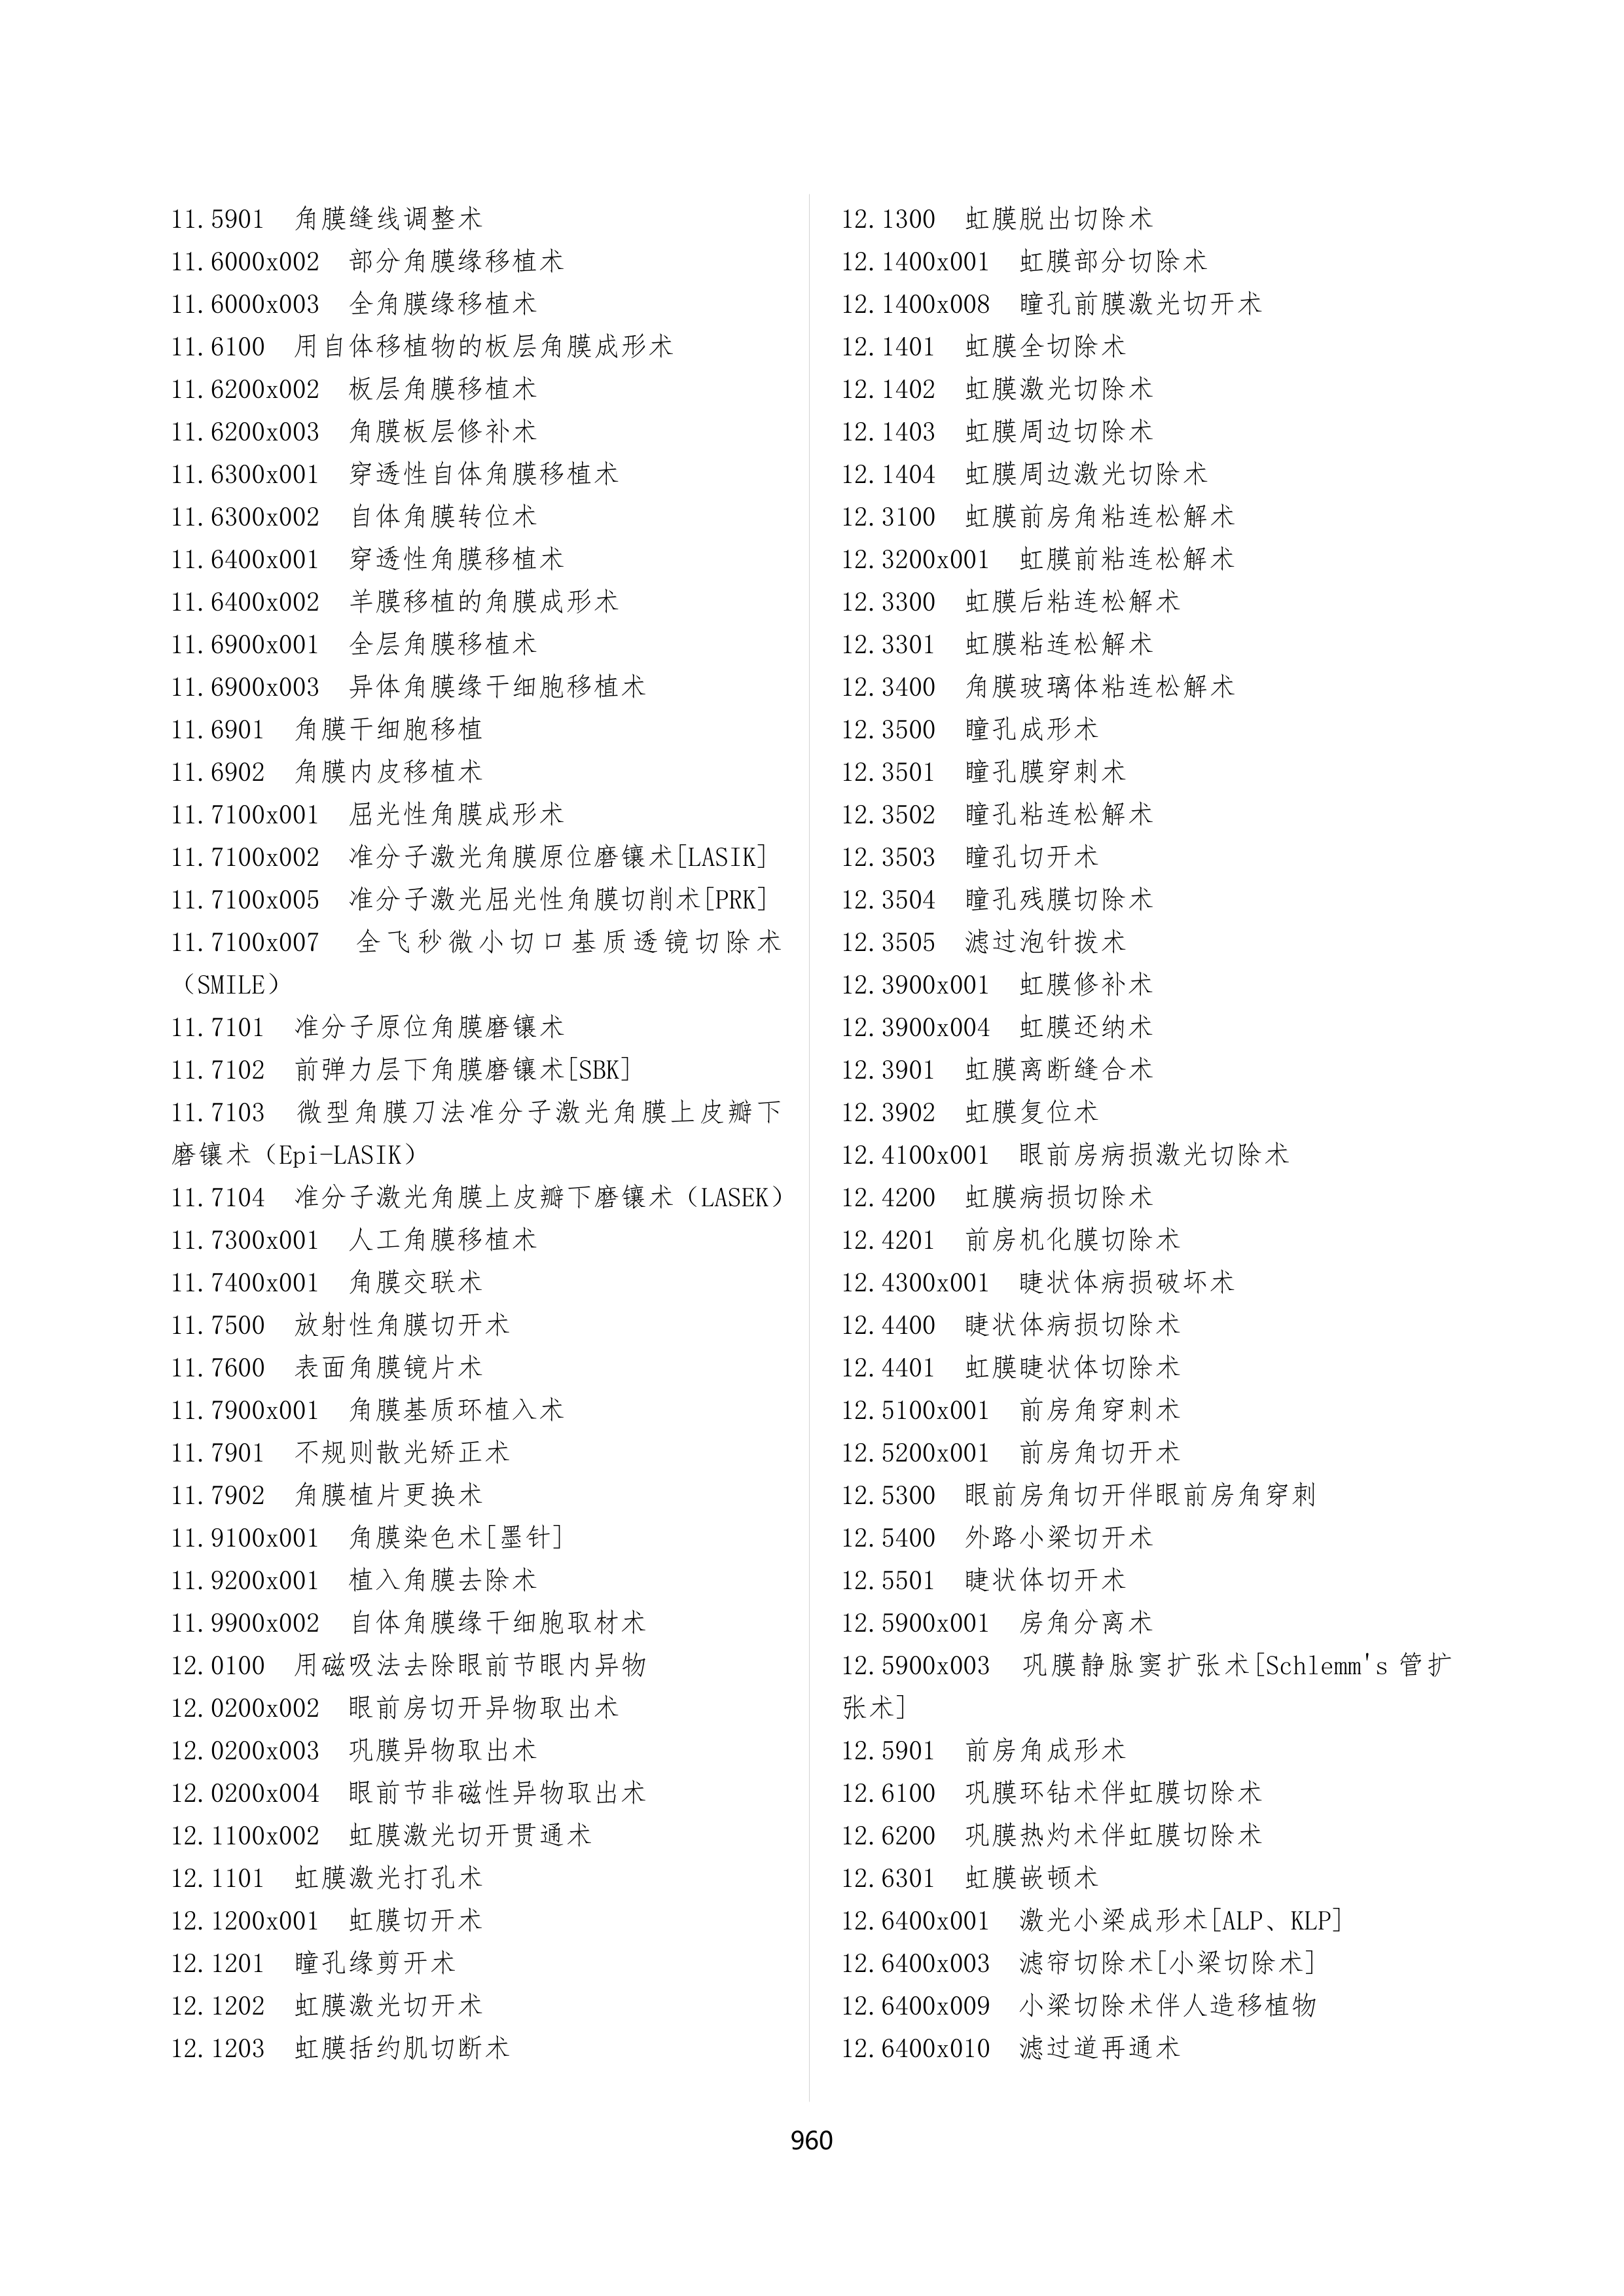 11.5901　角膜缝线调整术
11.6000x002　部分角膜缘移植术
11.6000x003　全角膜缘移植术
11.6100　用自体移植物的板层角膜成形术
11.6200x002　板层角膜移植术
11.6200x003　角膜板层修补术
11.6300x001　穿透性自体角膜移植术
11.6300x002　自体角膜转位术
11.6400x001　穿透性角膜移植术
11.6400x002　羊膜移植的角膜成形术
11.6900x001　全层角膜移植术
11.6900x003　异体角膜缘干细胞移植术
11.6901　角膜干细胞移植
11.6902　角膜内皮移植术
11.7100x001　屈光性角膜成形术
11.7100x002　准分子激光角膜原位磨镶术[LASIK]
11.7100x005　准分子激光屈光性角膜切削术[PRK]
11.7100x007　全飞秒微小切口基质透镜切除术
（SMILE）
11.7101　准分子原位角膜磨镶术
11.7102　前弹力层下角膜磨镶术[SBK]
11.7103　微型角膜刀法准分子激光角膜上皮瓣下
磨镶术（Epi-LASIK）
11.7104　准分子激光角膜上皮瓣下磨镶术（LASEK）
11.7300x001　人工角膜移植术
11.7400x001　角膜交联术
11.7500　放射性角膜切开术
11.7600　表面角膜镜片术
11.7900x001　角膜基质环植入术
11.7901　不规则散光矫正术
11.7902　角膜植片更换术
11.9100x001　角膜染色术[墨针]
11.9200x001　植入角膜去除术
11.9900x002　自体角膜缘干细胞取材术
12.0100　用磁吸法去除眼前节眼内异物
12.0200x002　眼前房切开异物取出术
12.0200x003　巩膜异物取出术
12.0200x004　眼前节非磁性异物取出术
12.1100x002　虹膜激光切开贯通术
12.1101　虹膜激光打孔术
12.1200x001　虹膜切开术
12.1201　瞳孔缘剪开术
12.1202　虹膜激光切开术
12.1203　虹膜括约肌切断术
12.1300　虹膜脱出切除术
12.1400x001　虹膜部分切除术
12.1400x008　瞳孔前膜激光切开术
12.1401　虹膜全切除术
12.1402　虹膜激光切除术
12.1403　虹膜周边切除术
12.1404　虹膜周边激光切除术
12.3100　虹膜前房角粘连松解术
12.3200x001　虹膜前粘连松解术
12.3300　虹膜后粘连松解术
12.3301　虹膜粘连松解术
12.3400　角膜玻璃体粘连松解术
12.3500　瞳孔成形术
12.3501　瞳孔膜穿刺术
12.3502　瞳孔粘连松解术
12.3503　瞳孔切开术
12.3504　瞳孔残膜切除术
12.3505　滤过泡针拨术
12.3900x001　虹膜修补术
12.3900x004　虹膜还纳术
12.3901　虹膜离断缝合术
12.3902　虹膜复位术
12.4100x001　眼前房病损激光切除术
12.4200　虹膜病损切除术
12.4201　前房机化膜切除术
12.4300x001　睫状体病损破坏术
12.4400　睫状体病损切除术
12.4401　虹膜睫状体切除术
12.5100x001　前房角穿刺术
12.5200x001　前房角切开术
12.5300　眼前房角切开伴眼前房角穿刺
12.5400　外路小梁切开术
12.5501　睫状体切开术
12.5900x001　房角分离术
12.5900x003　巩膜静脉窦扩张术[Schlemm's 管扩
张术]
12.5901　前房角成形术
12.6100　巩膜环钻术伴虹膜切除术
12.6200　巩膜热灼术伴虹膜切除术
12.6301　虹膜嵌顿术
12.6400x001　激光小梁成形术[ALP、KLP]
12.6400x003　滤帘切除术[小梁切除术]
12.6400x009　小梁切除术伴人造移植物
12.6400x010　滤过道再通术
960